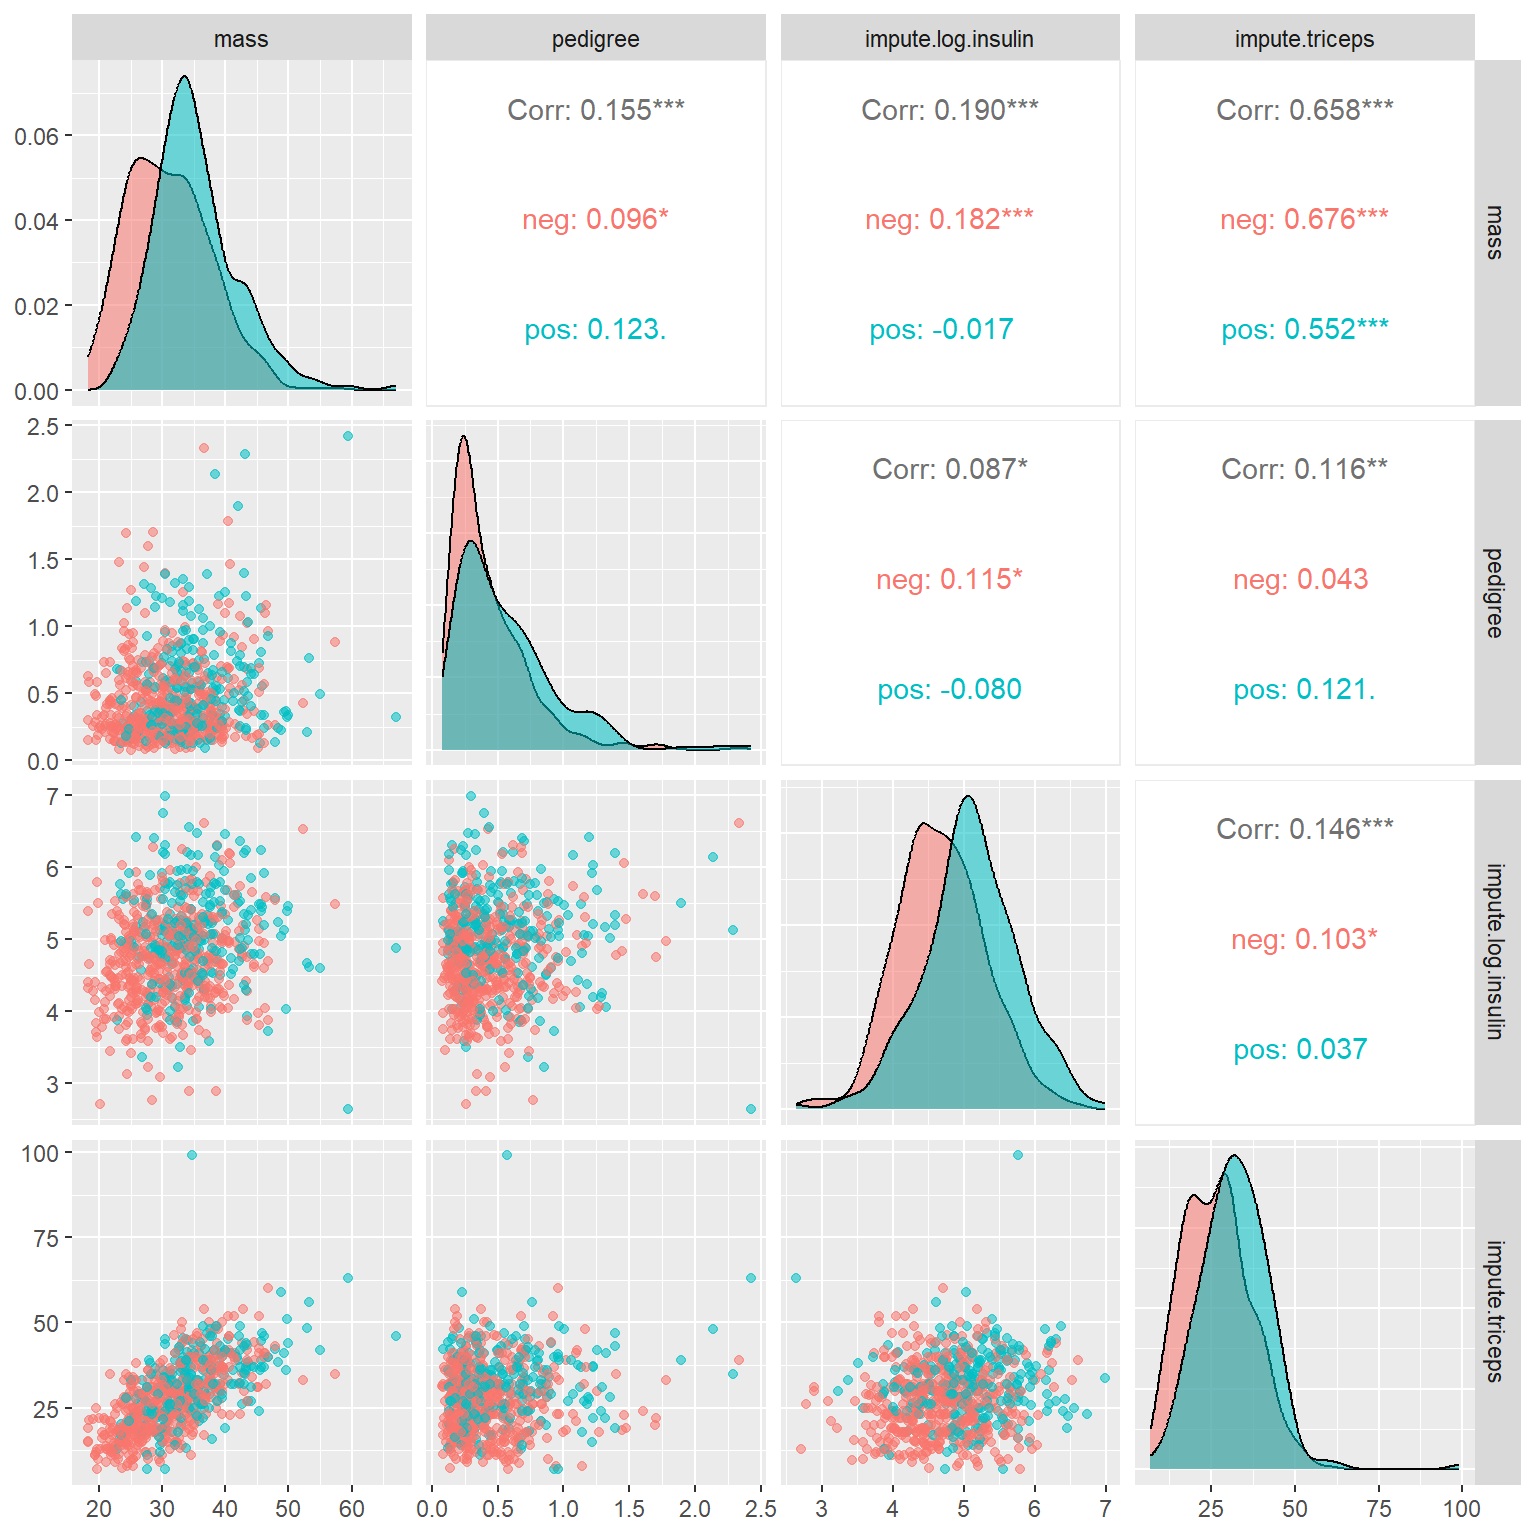 mass pedigree impute.log.insulin impute.triceps
0.06
0.04
0.02
0.00
Corr: 0.155***
neg: 0.096*
pos: 0.123.
Corr: 0.190***
neg: 0.182***
pos: -0.017
Corr: 0.658***
neg: 0.676***
pos: 0.552***
mass
2.5
2.0
1.5
1.0
0.5
0.0
Corr: 0.087*
neg: 0.115*
pos: -0.080
Corr: 0.116**
neg: 0.043
pos: 0.121.
pedigree
7
6
5
4
3
Corr: 0.146***
neg: 0.103*
pos: 0.037
impute.log.insulin
100
75
50
25
impute.triceps
20 30 40 50 60
0.0 0.5 1.0 1.5 2.0 2.5
3 4 5 6 7
25 50 75 100